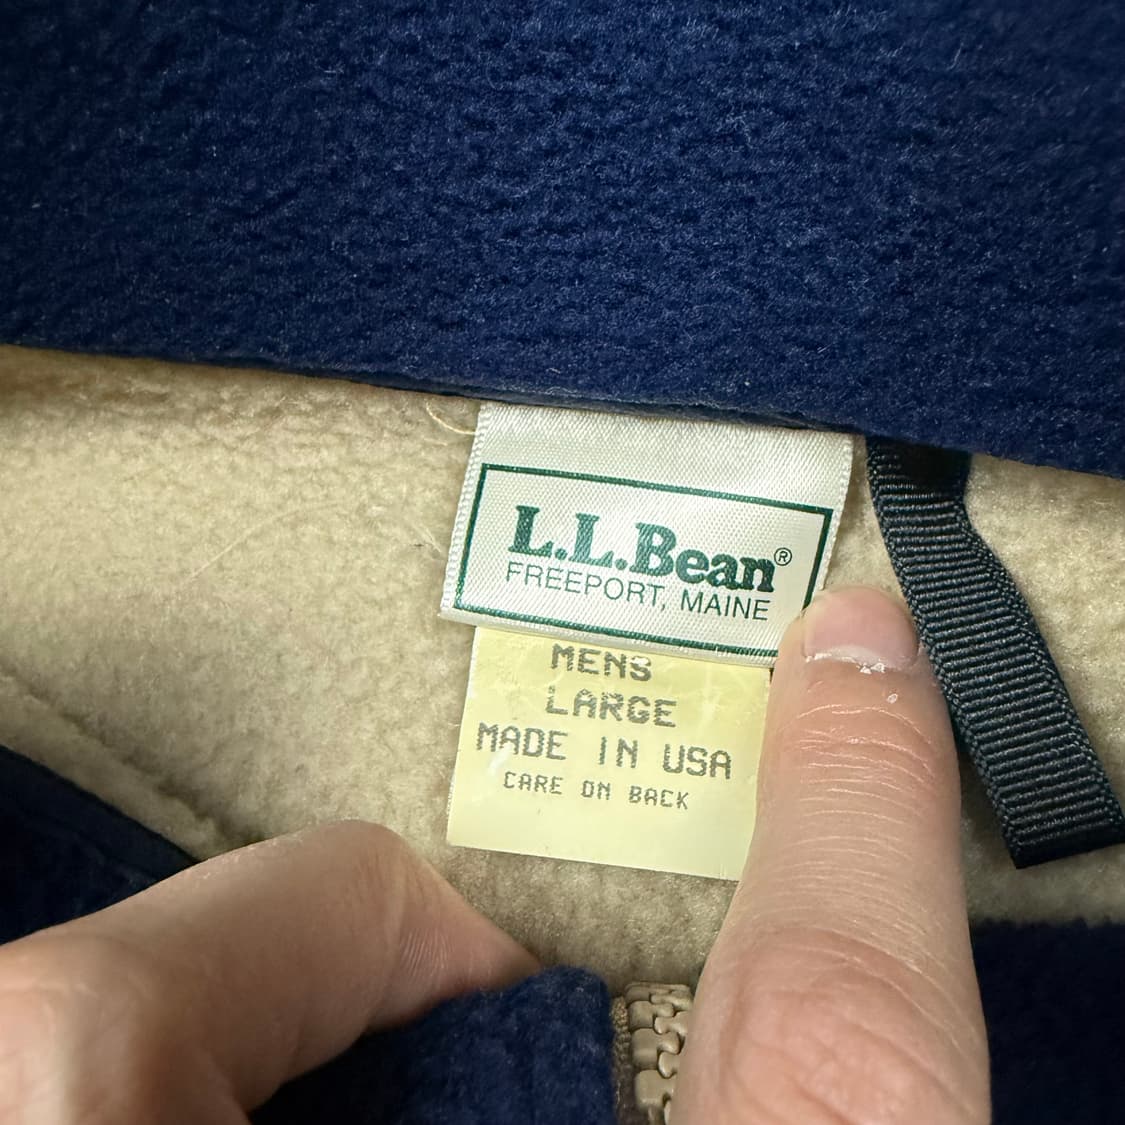 L.L.Bean®
FREEPORT, MAINE
MENS
LARGE
MADE IN USA
CARE ON BACK